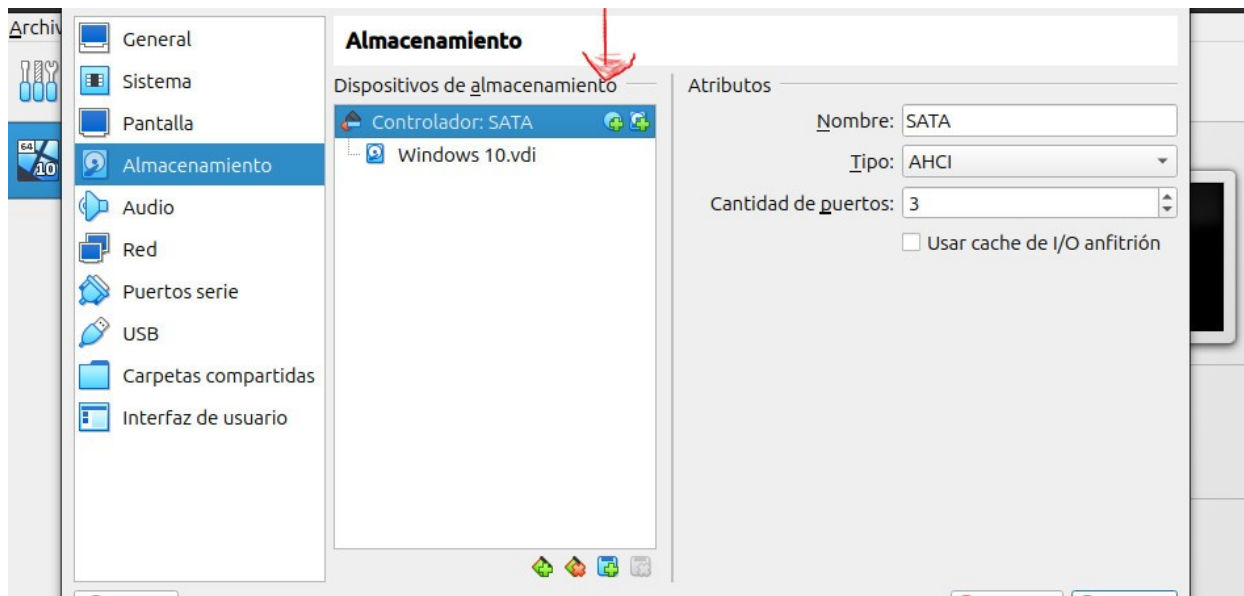 Archiv
64
10
General
Sistema
Pantalla
Almacenamiento
Audio
Red
Puertos serie
USB
Carpetas compartidas
Interfaz de usuario
Almacenamiento
Dispositivos de almacenamiento
Controlador: SATA
Windows 10.vdi
Atributos
Nombre: SATA
Tipo: AHCI
Cantidad de puertos: 3
Usar cache de I/O anfitrión